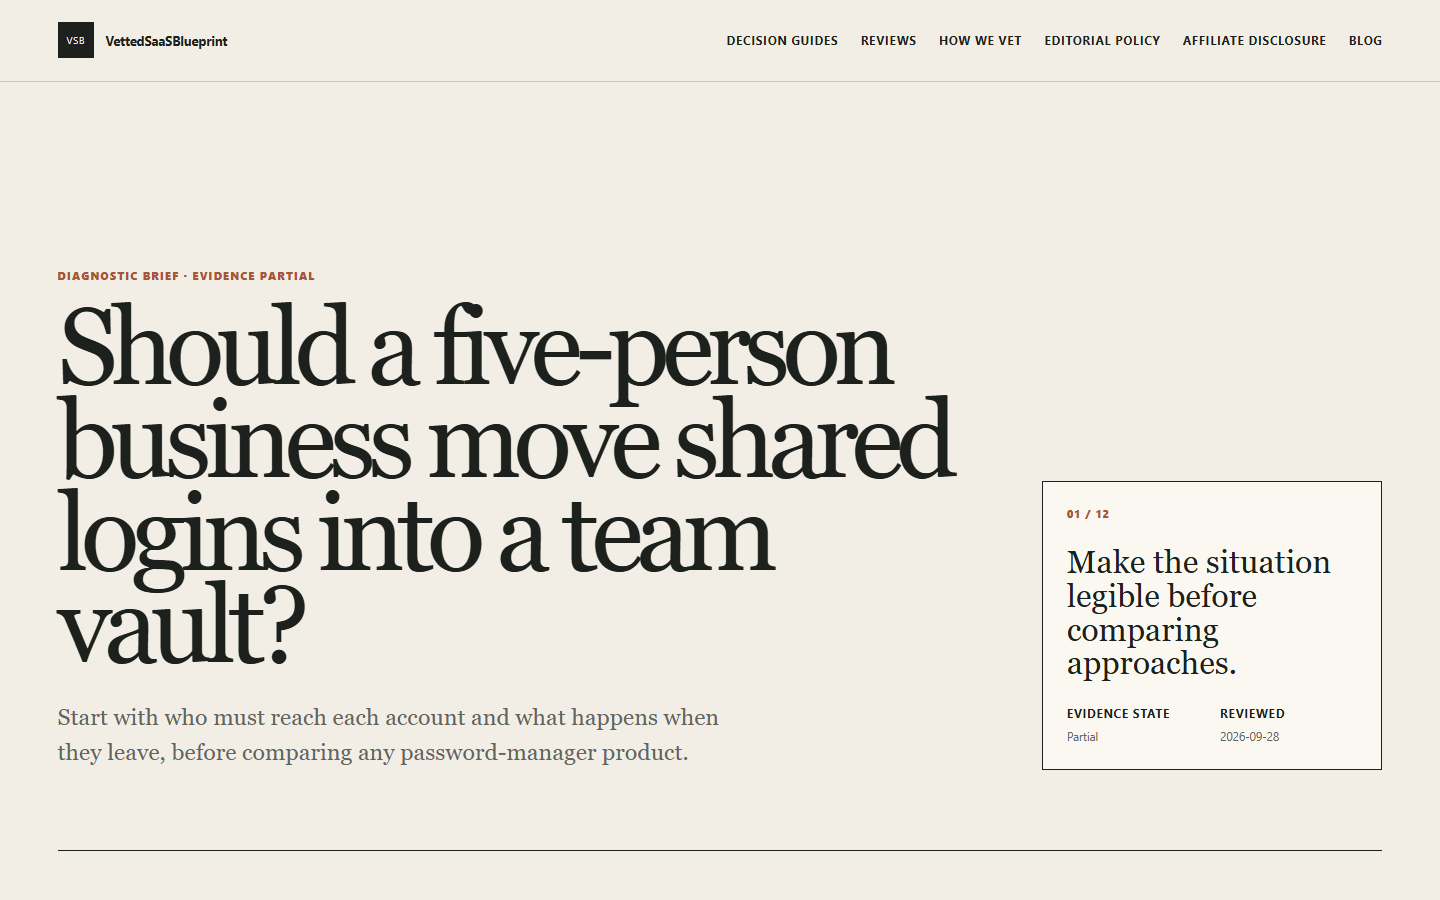 VSB
VettedSaaSBlueprint
DECISION GUIDES
REVIEWS
HOW WE VET
EDITORIAL POLICY
AFFILIATE DISCLOSURE
BLOG
DIAGNOSTIC BRIEF · EVIDENCE PARTIAL
Should a five-person
business move shared
logins into a team
vault?
Start with who must reach each account and what happens when
they leave, before comparing any password-manager product.
01 / 12
Make the situation
legible before
comparing
approaches.
EVIDENCE STATE
Partial
REVIEWED
2026-09-28